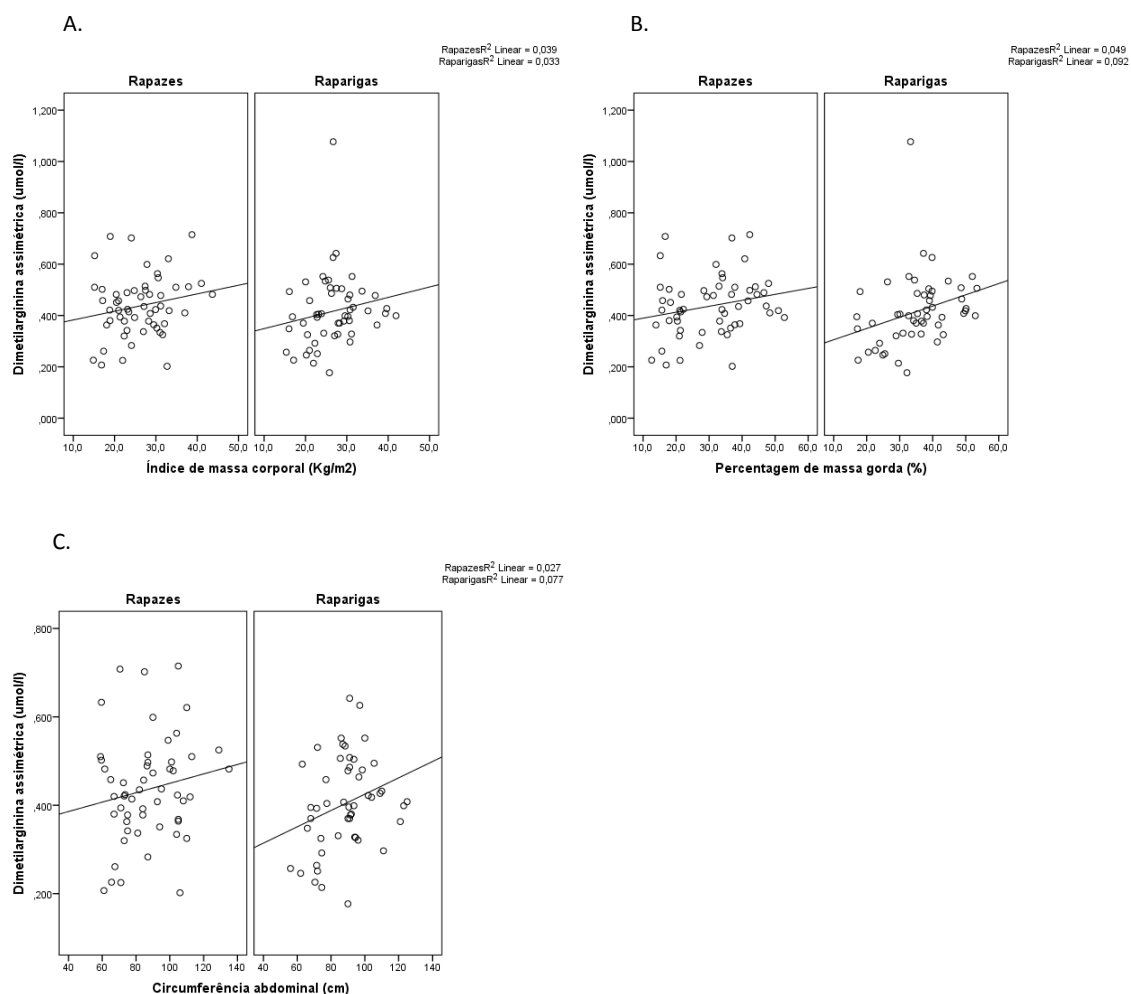 A.
RapazesR² Linear = 0,039
RaparigasR² Linear = 0,033
Rapazes Raparigas
1,200
1,000
,800
,600
,400
,200
,000
Dimetilarginina assimétrica (umol/l)
10,0 20,0 30,0 40,0 50,0 10,0 20,0 30,0 40,0 50,0
Índice de massa corporal (Kg/m2)
B.
RapazesR² Linear = 0,049
RaparigasR² Linear = 0,092
Rapazes Raparigas
1,200
1,000
,800
,600
,400
,200
,000
Dimetilarginina assimétrica (umol/l)
10,0 20,0 30,0 40,0 50,0 60,0 10,0 20,0 30,0 40,0 50,0 60,0
Percentagem de massa gorda (%)
C.
RapazesR² Linear = 0,027
RaparigasR² Linear = 0,077
Rapazes Raparigas
,800
,600
,400
,200
Dimetilarginina assimétrica (umol/l)
40 60 80 100 120 140 40 60 80 100 120 140
Circumferência abdominal (cm)